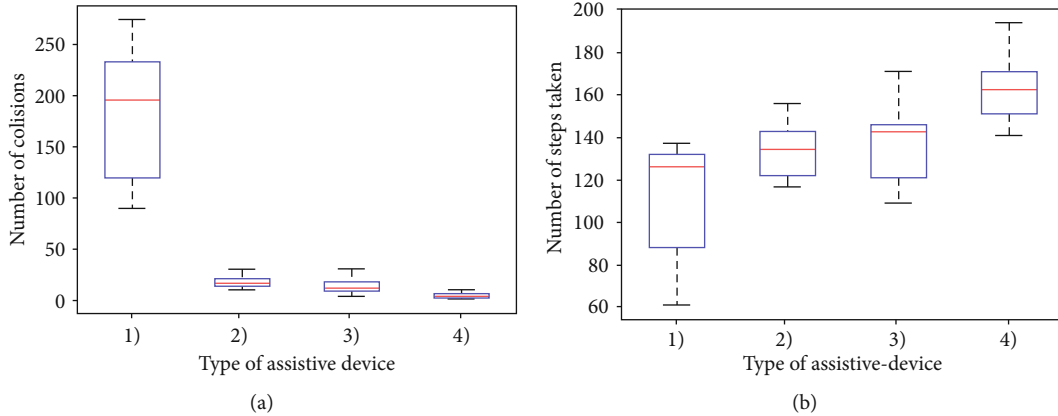 Number of colisions
250
200
150
100
50
0
1) 2) 3) 4)
Type of assistive device
(a)
Number of steps taken
200
180
160
140
120
100
80
60
1) 2) 3) 4)
Type of assistive-device
(b)